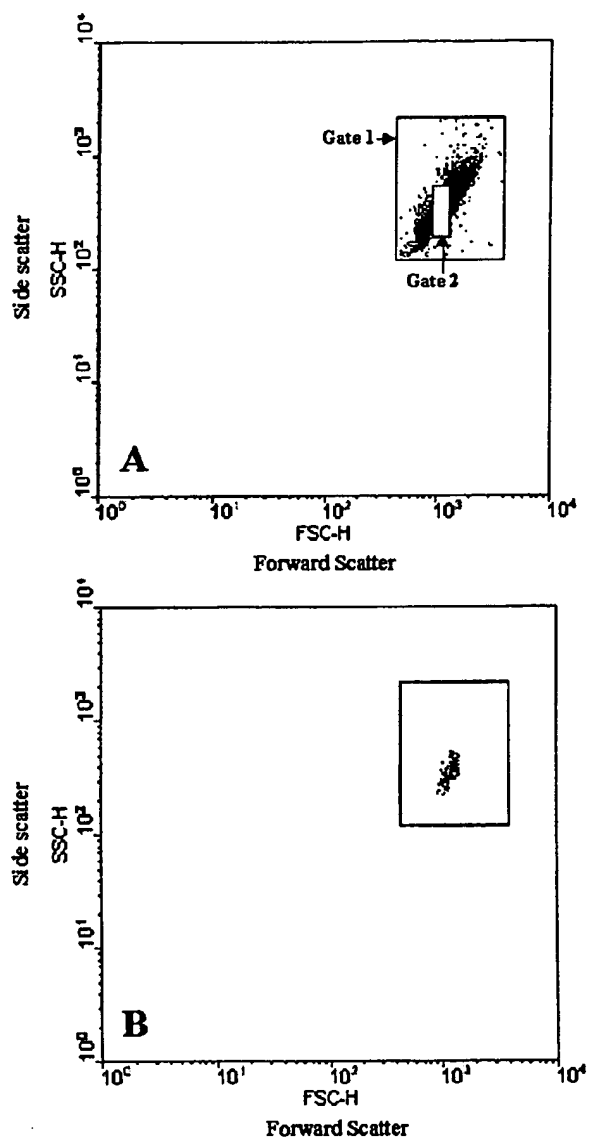 10⁴
10³
10²
10¹
10⁰
Side scatter
SSC-H
Gate 1
Gate 2
A
10⁰ 10¹ 10² 10³ 10⁴
FSC-H
Forward Scatter
10⁴
10³
10²
10¹
10⁰
Side scatter
SSC-H
B
10⁰ 10¹ 10² 10³ 10⁴
FSC-H
Forward Scatter